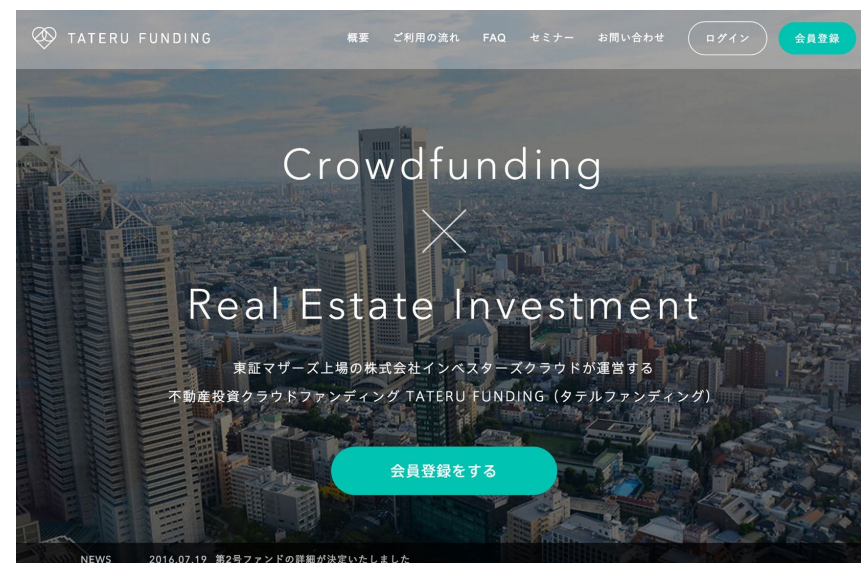 TATERU FUNDING
概要 ご利用の流れ FAQ セミナー お問い合わせ ログイン 会員登録
Crowdfunding
×
Real Estate Investment
東証マザーズ上場の株式会社インベスターズクラウドが運営する
不動産投資クラウドファンディング TATERU FUNDING（タテルファンディング）
会員登録をする
NEWS 2016.07.19 第2号ファンドの詳細が決定いたしました